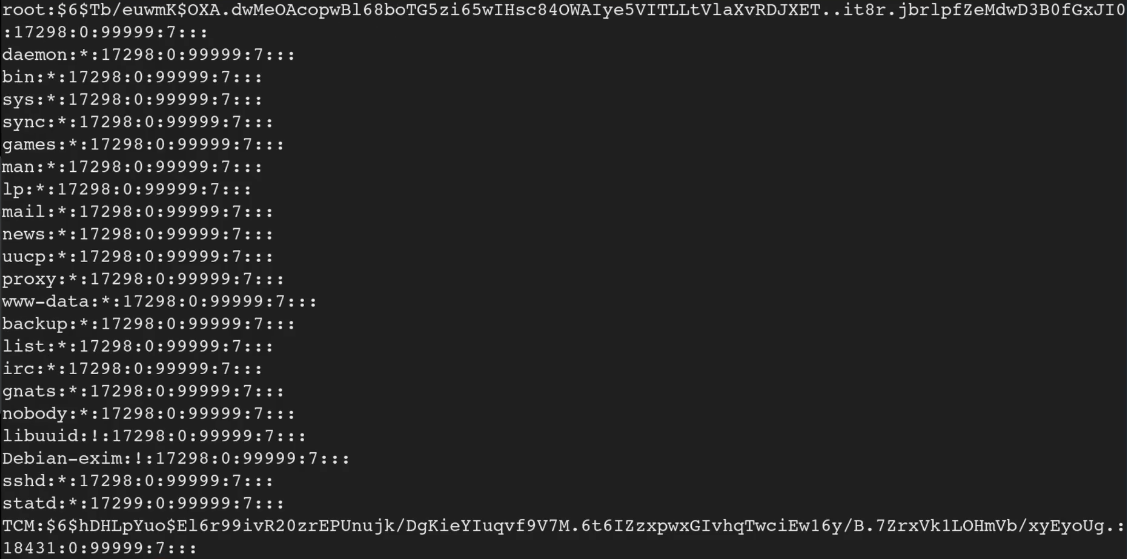 root:$6$Tb/euwmK$OXA.dwMeOAcopwBl68boTG5zi65wIHsc84OWAIye5VITLLtVlaXvRDJXET..it8r.jbrlpfZeMdwD3B0fGxJI0
:17298:0:99999:7:::
daemon:*:17298:0:99999:7:::
bin:*:17298:0:99999:7:::
sys:*:17298:0:99999:7:::
sync:*:17298:0:99999:7:::
games:*:17298:0:99999:7:::
man:*:17298:0:99999:7:::
lp:*:17298:0:99999:7:::
mail:*:17298:0:99999:7:::
news:*:17298:0:99999:7:::
uucp:*:17298:0:99999:7:::
proxy:*:17298:0:99999:7:::
www-data:*:17298:0:99999:7:::
backup:*:17298:0:99999:7:::
list:*:17298:0:99999:7:::
irc:*:17298:0:99999:7:::
gnats:*:17298:0:99999:7:::
nobody:*:17298:0:99999:7:::
libuuid:!:17298:0:99999:7:::
Debian-exim:!:17298:0:99999:7:::
sshd:*:17298:0:99999:7:::
statd:*:17299:0:99999:7:::
TCM:$6$hDHLpYuo$El6r99ivR20zrEPUnujk/DgKieYIuqvf9V7M.6t6IZzxpwxGIvhqTwciEw16y/B.7ZrxVk1LOHmVb/xyEyoUg.:
18431:0:99999:7:::